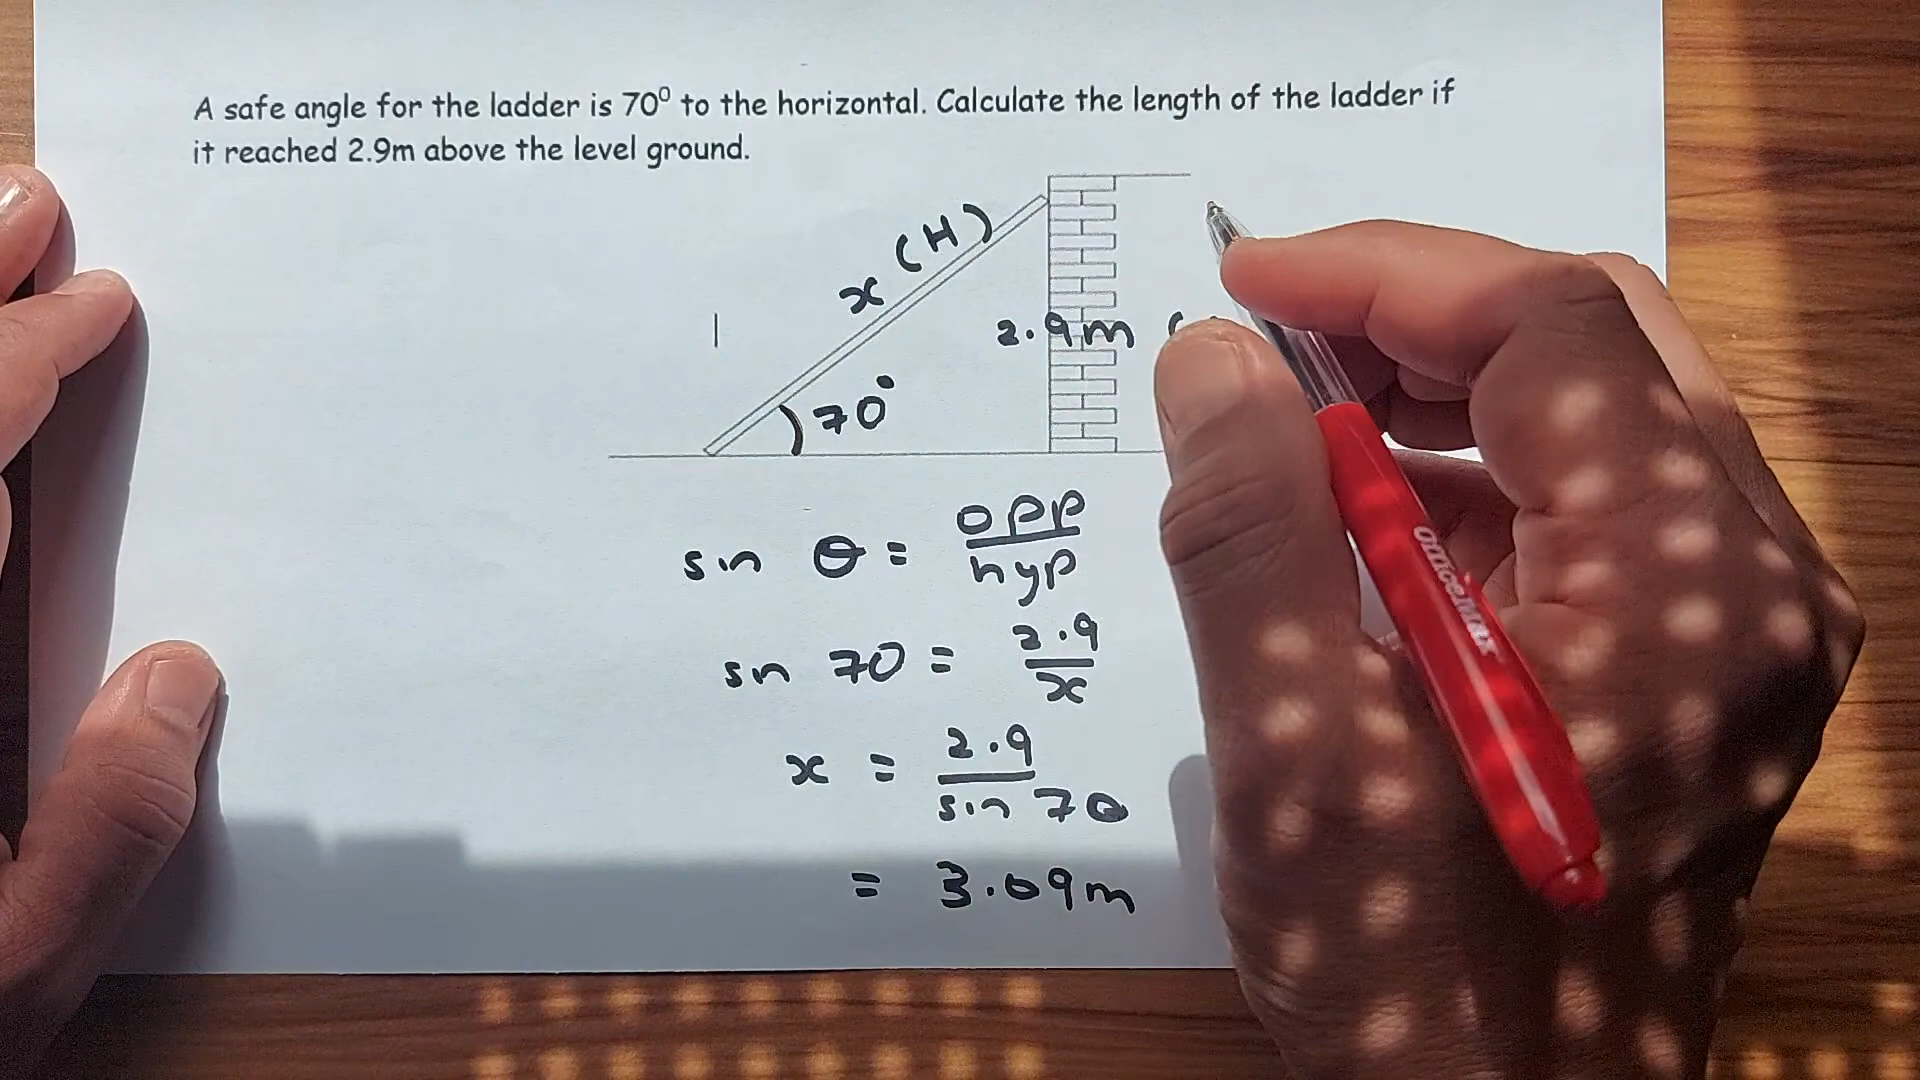 A safe angle for the ladder is 70⁰ to the horizontal. Calculate the length of the ladder if
it reached 2.9m above the level ground.
x (H)
2.9m (
70°
sin θ = opp/hyp
sn 70 = 2.9/x
x = 2.9/sin 70
= 3.09m
OfficeMax